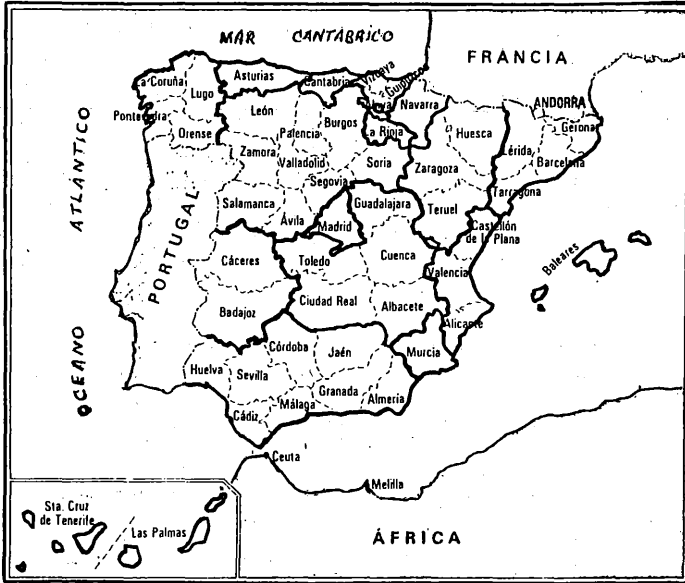 MAR CANTÁBRICO
FRANCIA
ATLÁNTICO
OCEANO
PORTUGAL
La Coruña
Lugo
Pontevedra
Orense
Asturias
Cantabria
Vizcaya
Guipúzcoa
Alava
Navarra
León
Palencia
Burgos
La Rioja
Huesca
ANDORRA
Gerona
Lérida
Barcelona
Zamora
Valladolid
Soria
Zaragoza
Segovia
Tarragona
Salamanca
Ávila
Madrid
Guadalajara
Teruel
Castellón
de la Plana
Cáceres
Toledo
Cuenca
Valencia
Baleares
Badajoz
Ciudad Real
Albacete
Alicante
Murcia
Huelva
Sevilla
Córdoba
Jaén
Cádiz
Málaga
Granada
Almería
Ceuta
Melilla
ÁFRICA
Sta. Cruz
de Tenerife
Las Palmas